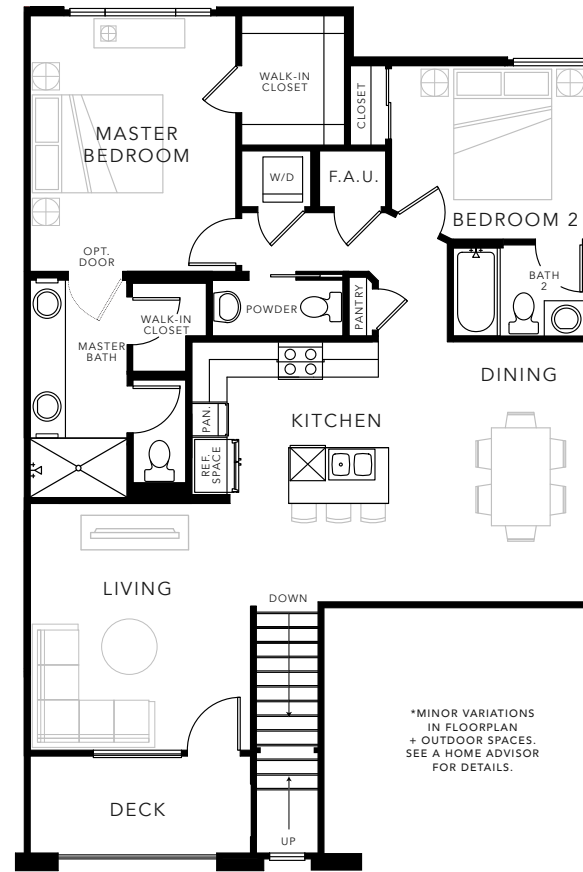 WALK-IN
CLOSET
CLOSET
MASTER
BEDROOM
W/D
F.A.U.
BEDROOM 2
OPT.
DOOR
BATH
2
WALK-IN
CLOSET
POWDER
PANTRY
MASTER
BATH
DINING
KITCHEN
PAN.
REF.
SPACE
LIVING
DOWN
*MINOR VARIATIONS
IN FLOORPLAN
+ OUTDOOR SPACES.
SEE A HOME ADVISOR
FOR DETAILS.
DECK
UP